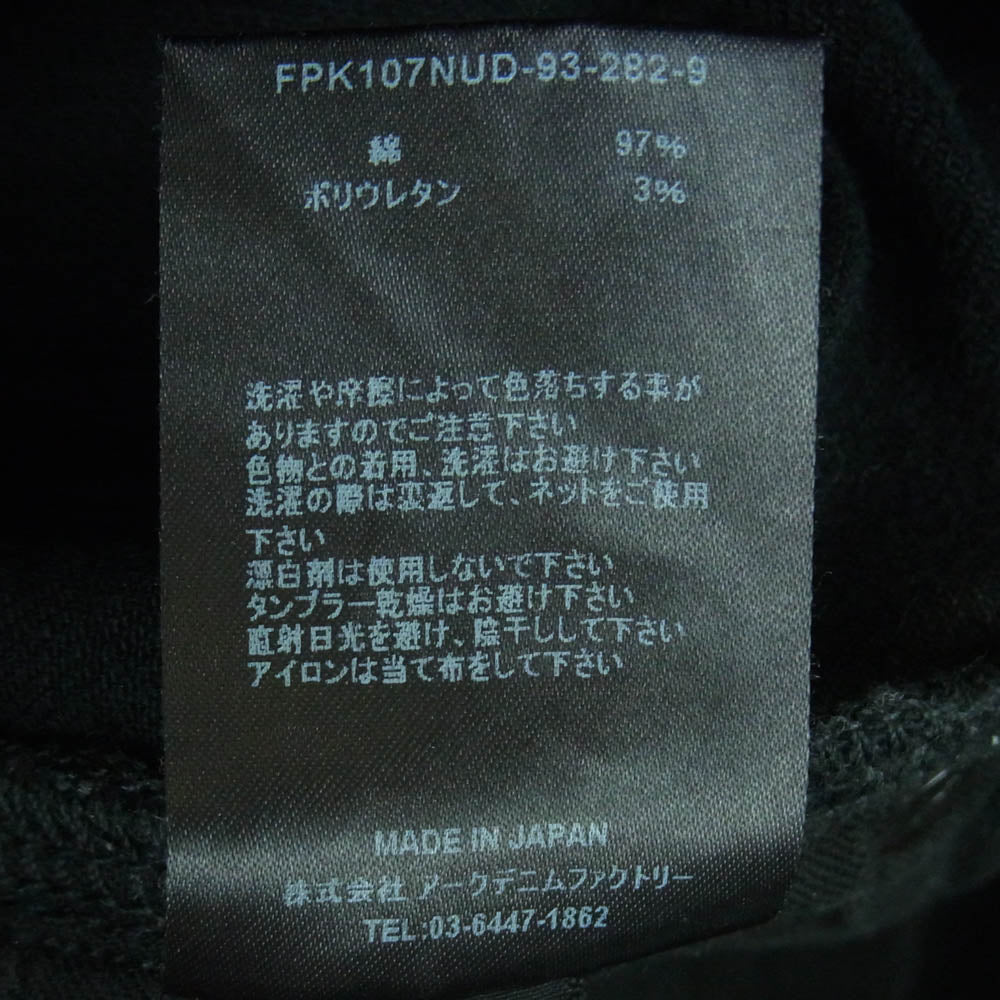 FPK107NUD-93-282-9
綿 97%
ポリウレタン 3%
洗濯や摩擦によって色落ちする事が
ありますのでご注意下さい
色物との着用、洗濯はお避け下さい
洗濯の際は裏返して、ネットをご使用
下さい
漂白剤は使用しないで下さい
タンブラー乾燥はお避け下さい
直射日光を避け、陰干しして下さい
アイロンは当て布をして下さい
MADE IN JAPAN
株式会社 アークデニムファクトリー
TEL:03-6447-1862